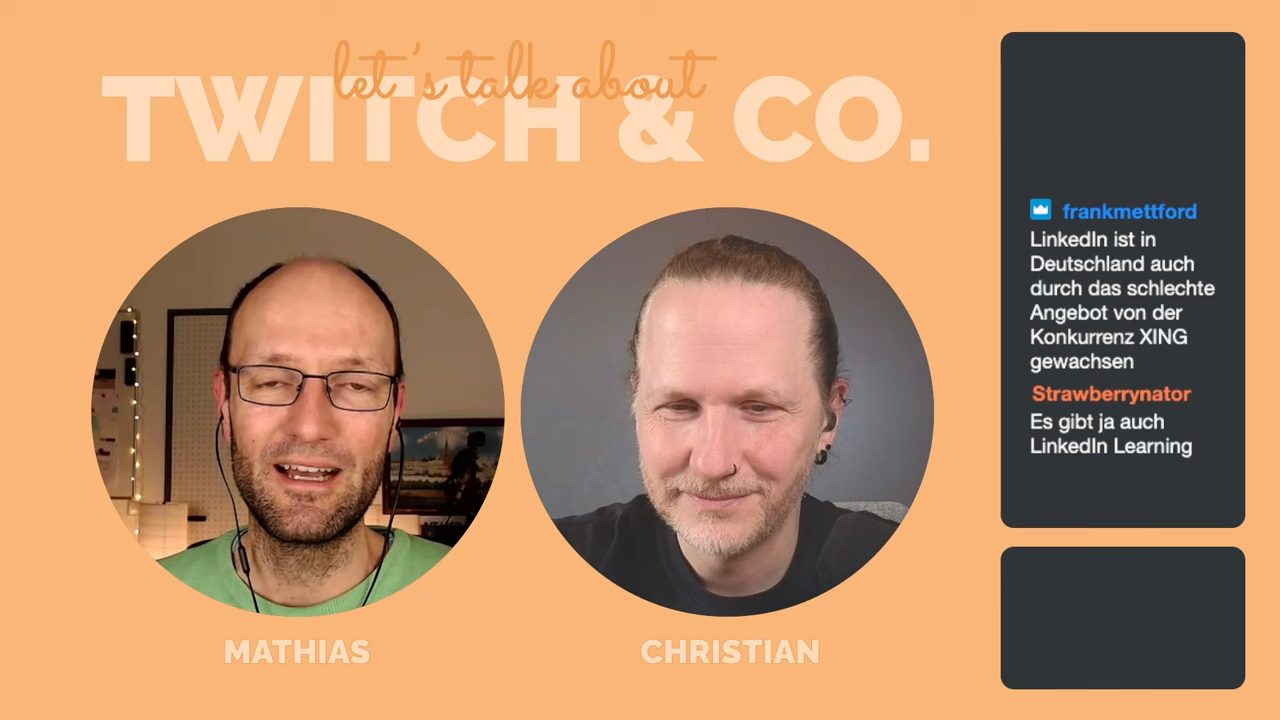 let's talk about
TWITCH & CO.
MATHIAS
CHRISTIAN
frankmettford
LinkedIn ist in
Deutschland auch
durch das schlechte
Angebot von der
Konkurrenz XING
gewachsen
Strawberrynator
Es gibt ja auch
LinkedIn Learning